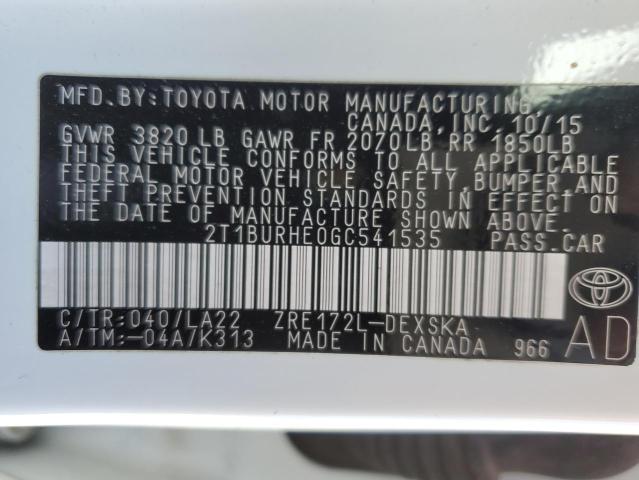 MFD. BY: TOYOTA MOTOR MANUFACTURING
CANADA, INC. 10/15
GVWR 3820 LB GAWR FR 2070LB RR 1850LB
THIS VEHICLE CONFORMS TO ALL APPLICABLE
FEDERAL MOTOR VEHICLE SAFETY, BUMPER, AND
THEFT PREVENTION STANDARDS IN EFFECT ON
THE DATE OF MANUFACTURE SHOWN ABOVE.
2T1BURHE0GC541535 PASS. CAR
C/TR: 040/LA22 ZRE172L-DEXSKA
A/TM: -04A/K313 MADE IN CANADA 966
AD